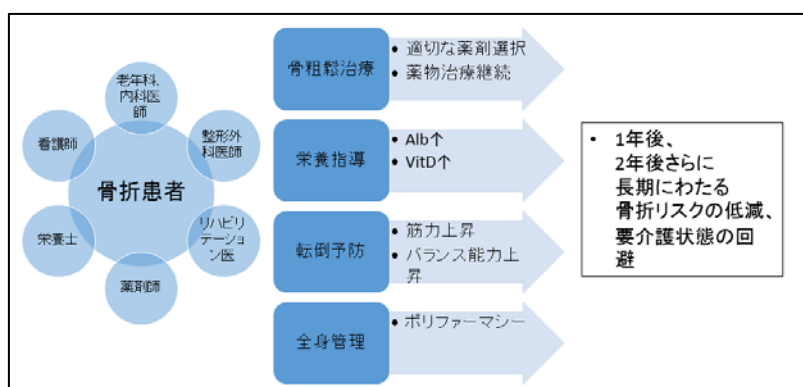 老年科、
内科医
師
看護師
整形外
科医師
骨折患者
栄養士
リハビリ
テーショ
ン医
薬剤師
骨粗鬆治療
• 適切な薬剤選択
• 薬物治療継続
栄養指導
• Alb↑
• VitD↑
転倒予防
• 筋力上昇
• バランス能力上
昇
全身管理
• ポリファーマシー
• 1年後、
2年後さらに
長期にわたる
骨折リスクの低減、
要介護状態の回
避